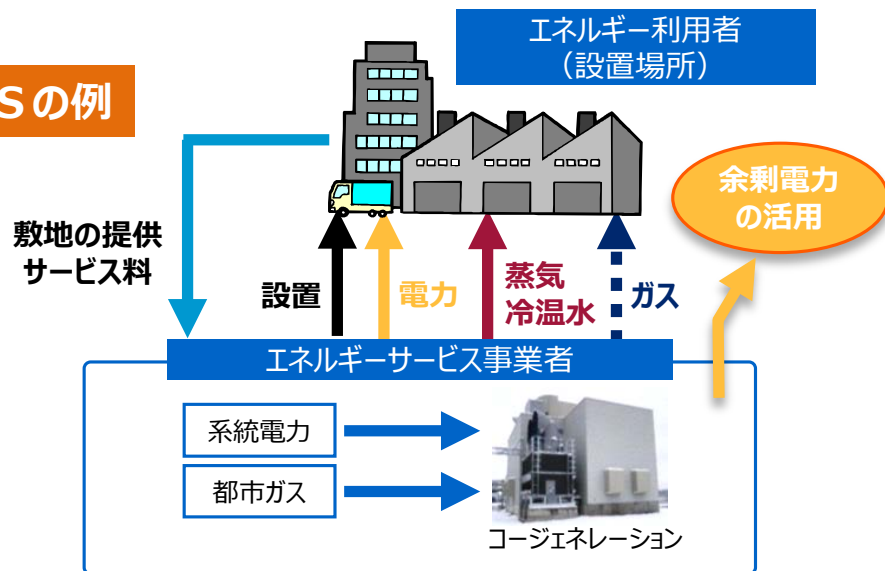 Sの例
エネルギー利用者
（設置場所）
余剰電力
の活用
敷地の提供
サービス料
設置
電力
蒸気
冷温水
ガス
エネルギーサービス事業者
系統電力
都市ガス
コージェネレーション